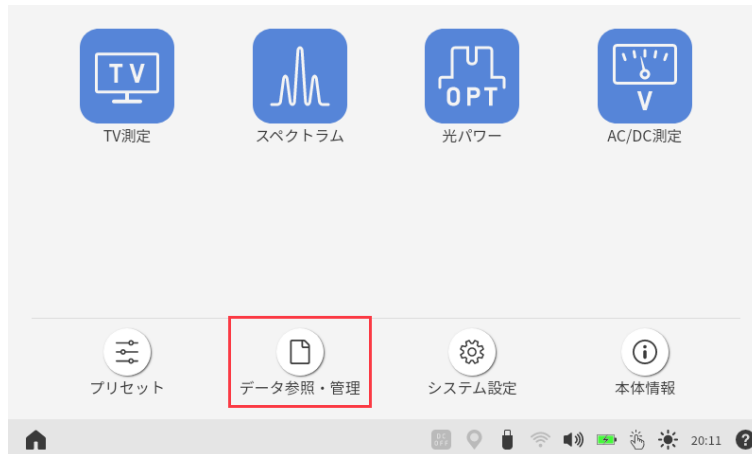 TV
OPT
V
TV測定
スペクトラム
光パワー
AC/DC測定
プリセット
データ参照・管理
システム設定
本体情報
DC
OFF
20:11
?